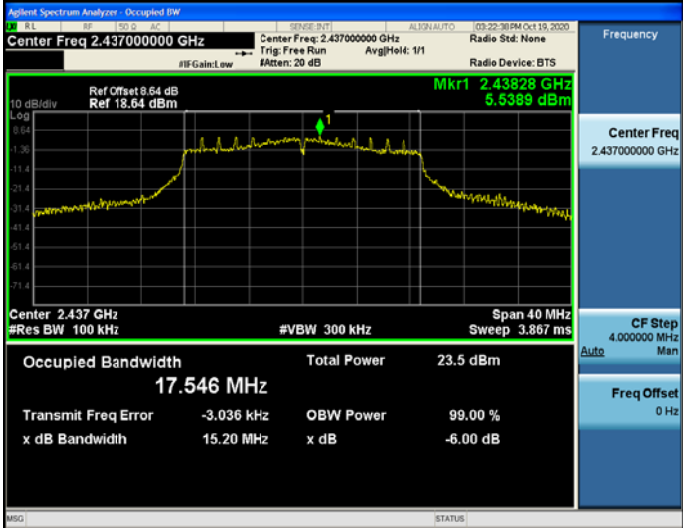 Agilent Spectrum Analyzer - Occupied BW
RL RF 50 Ω AC SENSE:INT ALIGN AUTO 03:22:38 PM Oct 19, 2020
Center Freq 2.437000000 GHz
Center Freq: 2.437000000 GHz
Radio Std: None
Trig: Free Run Avg|Hold: 1/1
#IFGain:Low #Atten: 20 dB Radio Device: BTS
Frequency
Ref Offset 8.64 dB
Mkr1 2.43828 GHz
10 dB/div Ref 18.64 dBm 5.5389 dBm
Log
8.64
1
-1.36
-11.4
-21.4
-31.4
-41.4
-51.4
-61.4
-71.4
Center 2.437 GHz Span 40 MHz
#Res BW 100 kHz #VBW 300 kHz Sweep 3.867 ms
Center Freq
2.437000000 GHz
CF Step
4.000000 MHz
Auto Man
Freq Offset
0 Hz
Occupied Bandwidth Total Power 23.5 dBm
17.546 MHz
Transmit Freq Error -3.036 kHz OBW Power 99.00 %
x dB Bandwidth 15.20 MHz x dB -6.00 dB
MSG STATUS